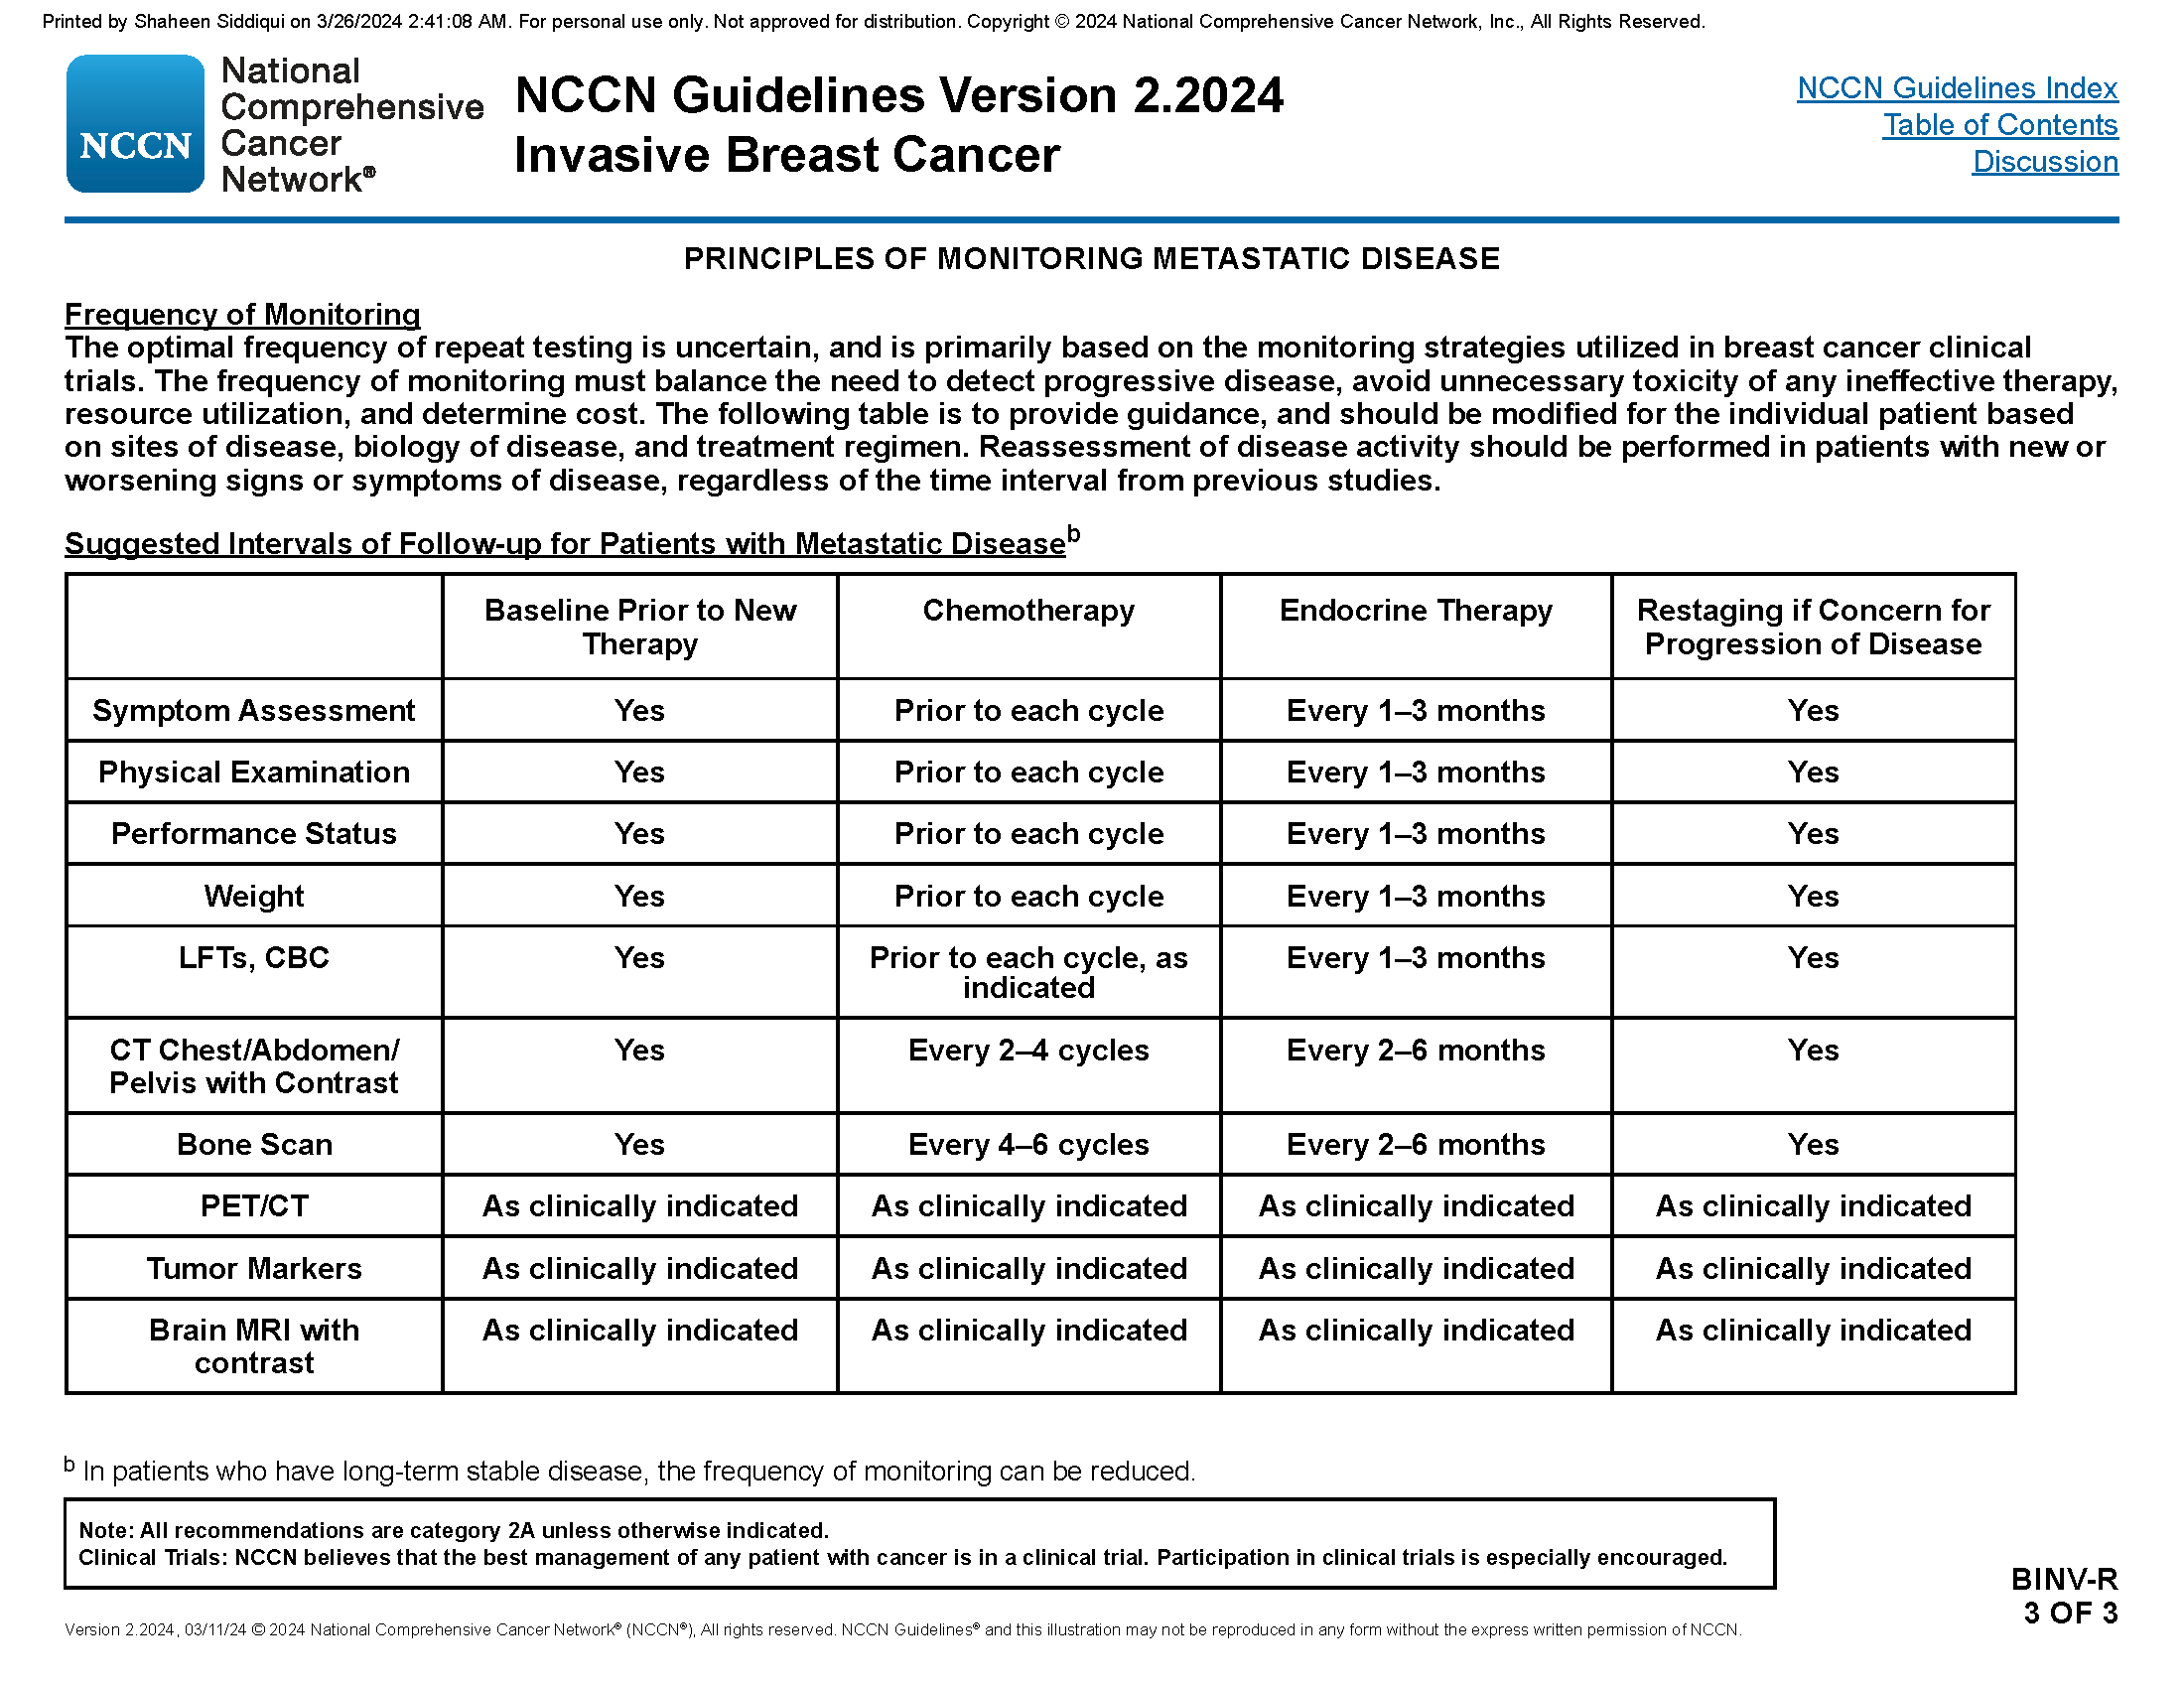 Printed by Shaheen Siddiqui on 3/26/2024 2:41:08 AM. For personal use only. Not approved for distribution. Copyright © 2024 National Comprehensive Cancer Network, Inc., All Rights Reserved.
NCCN
National
Comprehensive
Cancer
Network®
NCCN Guidelines Version 2.2024
Invasive Breast Cancer
NCCN Guidelines Index
Table of Contents
Discussion
PRINCIPLES OF MONITORING METASTATIC DISEASE
Frequency of Monitoring
The optimal frequency of repeat testing is uncertain, and is primarily based on the monitoring strategies utilized in breast cancer clinical
trials. The frequency of monitoring must balance the need to detect progressive disease, avoid unnecessary toxicity of any ineffective therapy,
resource utilization, and determine cost. The following table is to provide guidance, and should be modified for the individual patient based
on sites of disease, biology of disease, and treatment regimen. Reassessment of disease activity should be performed in patients with new or
worsening signs or symptoms of disease, regardless of the time interval from previous studies.
Suggested Intervals of Follow-up for Patients with Metastatic Disease^b
Baseline Prior to New
Therapy
Chemotherapy
Endocrine Therapy
Restaging if Concern for
Progression of Disease
Symptom Assessment
Yes
Prior to each cycle
Every 1–3 months
Yes
Physical Examination
Yes
Prior to each cycle
Every 1–3 months
Yes
Performance Status
Yes
Prior to each cycle
Every 1–3 months
Yes
Weight
Yes
Prior to each cycle
Every 1–3 months
Yes
LFTs, CBC
Yes
Prior to each cycle, as
indicated
Every 1–3 months
Yes
CT Chest/Abdomen/
Pelvis with Contrast
Yes
Every 2–4 cycles
Every 2–6 months
Yes
Bone Scan
Yes
Every 4–6 cycles
Every 2–6 months
Yes
PET/CT
As clinically indicated
As clinically indicated
As clinically indicated
As clinically indicated
Tumor Markers
As clinically indicated
As clinically indicated
As clinically indicated
As clinically indicated
Brain MRI with
contrast
As clinically indicated
As clinically indicated
As clinically indicated
As clinically indicated
^b In patients who have long-term stable disease, the frequency of monitoring can be reduced.
Note: All recommendations are category 2A unless otherwise indicated.
Clinical Trials: NCCN believes that the best management of any patient with cancer is in a clinical trial. Participation in clinical trials is especially encouraged.
BINV-R
3 OF 3
Version 2.2024, 03/11/24 © 2024 National Comprehensive Cancer Network® (NCCN®), All rights reserved. NCCN Guidelines® and this illustration may not be reproduced in any form without the express written permission of NCCN.